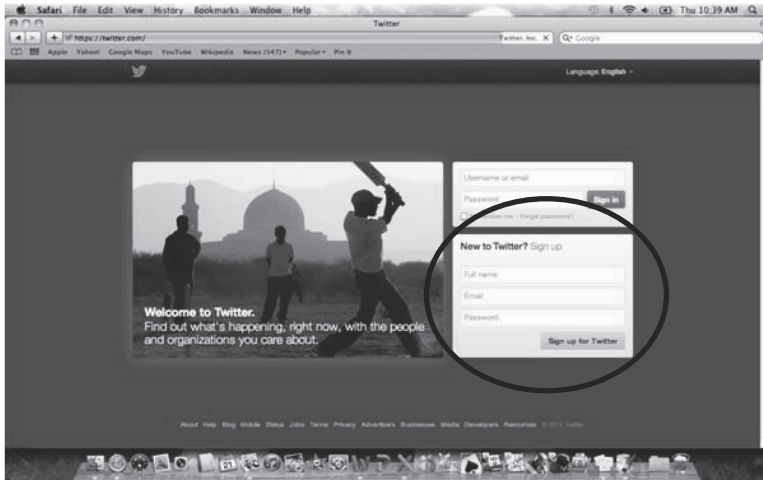 Safari File Edit View History Bookmarks Window Help Thu 10:39 AM
Twitter
https://twitter.com/ Twitter, Inc. Google
Apple Yahoo! Google Maps YouTube Wikipedia News (547) Popular Pin It
Language: English
Username or email
Password Sign in
Remember me · Forgot password?
New to Twitter? Sign up
Full name
Email
Password
Sign up for Twitter
Welcome to Twitter.
Find out what's happening, right now, with the people
and organizations you care about.
About Help Blog Mobile Status Jobs Terms Privacy Advertisers Businesses Media Developers Resources © Twitter